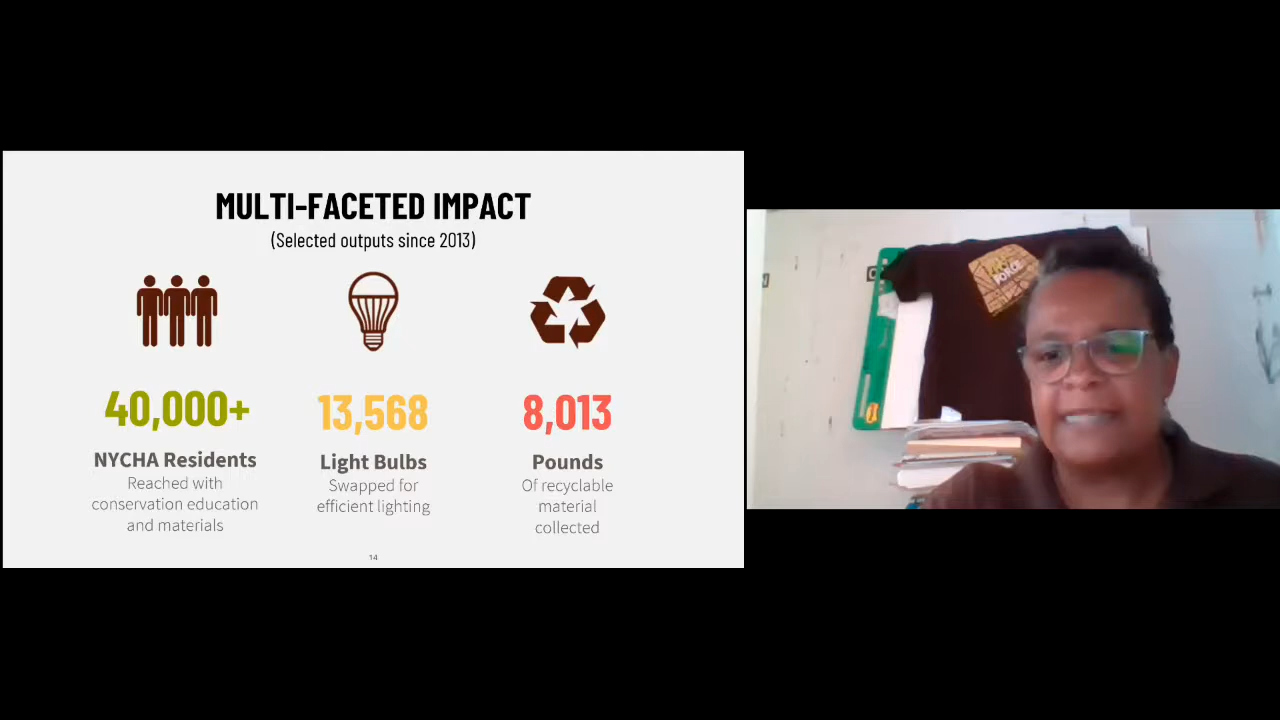 MULTI-FACETED IMPACT
(Selected outputs since 2013)
40,000+
13,568
8,013
NYCHA Residents
Reached with
conservation education
and materials
Light Bulbs
Swapped for
efficient lighting
Pounds
Of recyclable
material
collected
14